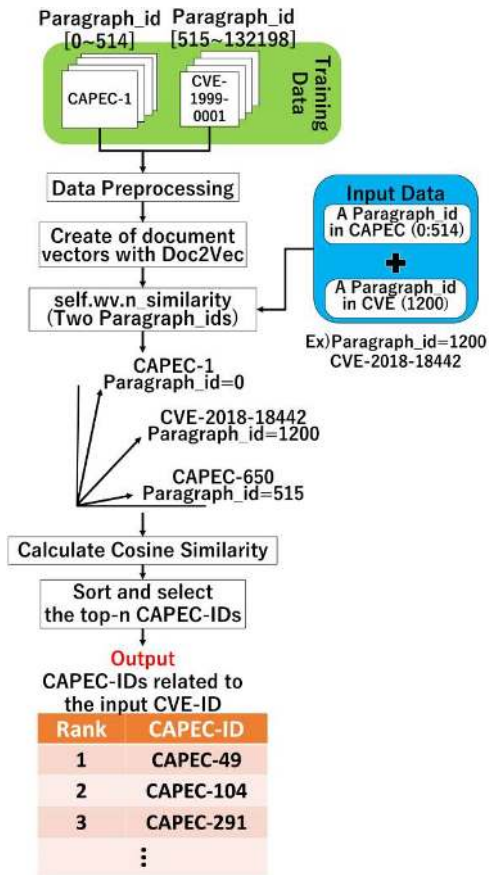 Paragraph_id
[0~514]
Paragraph_id
[515~132198]
CAPEC-1
CVE-
1999-
0001
Training
Data
Data Preprocessing
Create of document
vectors with Doc2Vec
self.wv.n_similarity
(Two Paragraph_ids)
Input Data
A Paragraph_id
in CAPEC (0:514)
+
A Paragraph_id
in CVE (1200)
Ex)Paragraph_id=1200
CVE-2018-18442
CAPEC-1
Paragraph_id=0
CVE-2018-18442
Paragraph_id=1200
CAPEC-650
Paragraph_id=515
Calculate Cosine Similarity
Sort and select
the top-n CAPEC-IDs
Output
CAPEC-IDs related to
the input CVE-ID
Rank CAPEC-ID
1 CAPEC-49
2 CAPEC-104
3 CAPEC-291
⋮